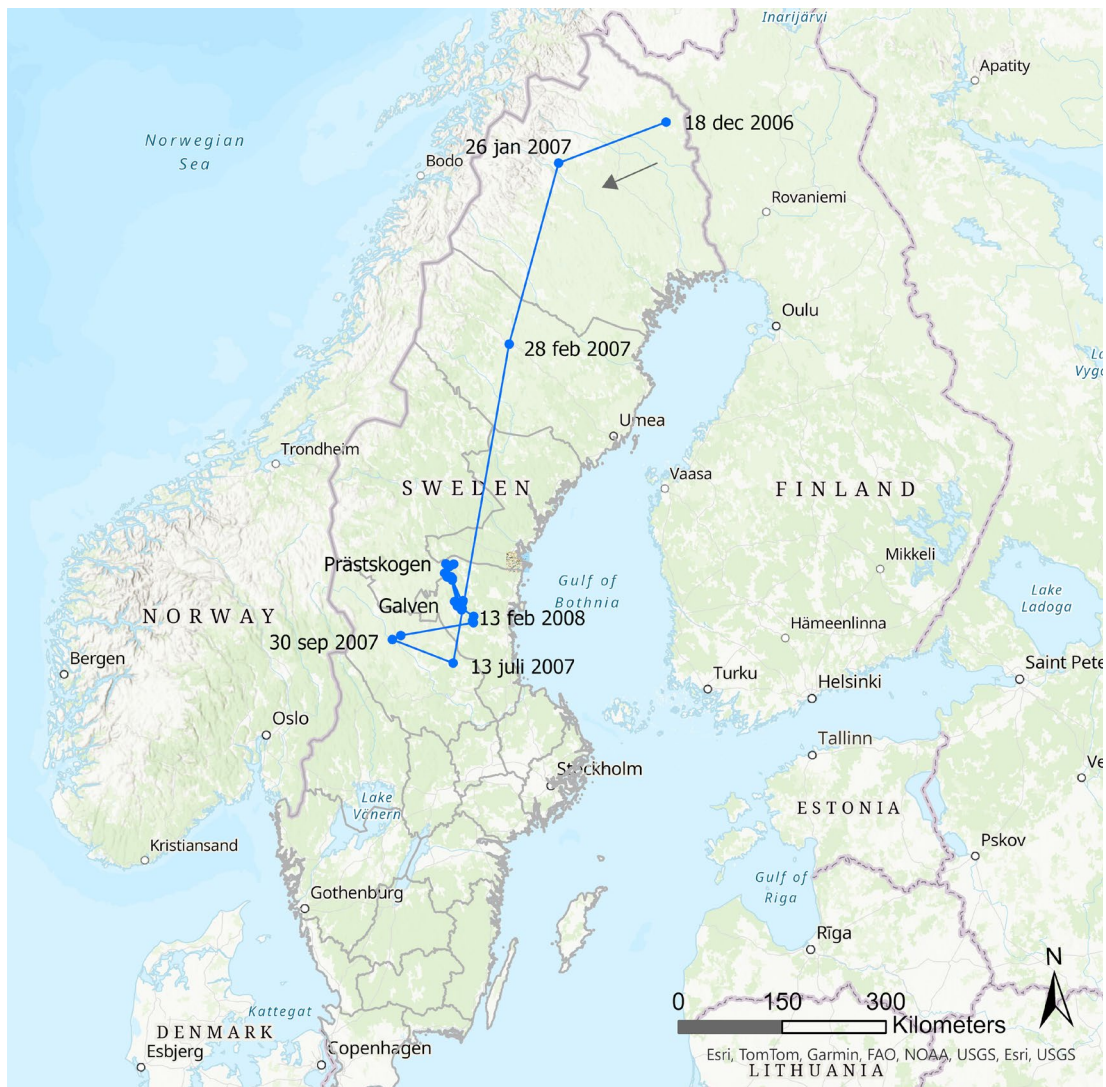 Inarijärvi
Apatity
Norwegian
Sea
18 dec 2006
26 jan 2007
Bodo
Rovaniemi
Oulu
28 feb 2007
Umea
Trondheim
Vaasa
SWEDEN
FINLAND
Mikkeli
Prästskogen
Gulf of
Bothnia
Lake
Ladoga
Galven
NORWAY
13 feb 2008
Hämeenlinna
30 sep 2007
Bergen
13 juli 2007
Turku
Helsinki
Saint Pete
Oslo
Tallinn
Stockholm
Ve
Lake
Vänern
ESTONIA
Kristiansand
Pskov
Gulf of
Riga
Gothenburg
Rīga
N
0 150 300
Kilometers
Kattegat
DENMARK
Esbjerg
Copenhagen
Esri, TomTom, Garmin, FAO, NOAA, USGS, Esri, USGS
LITHUANIA